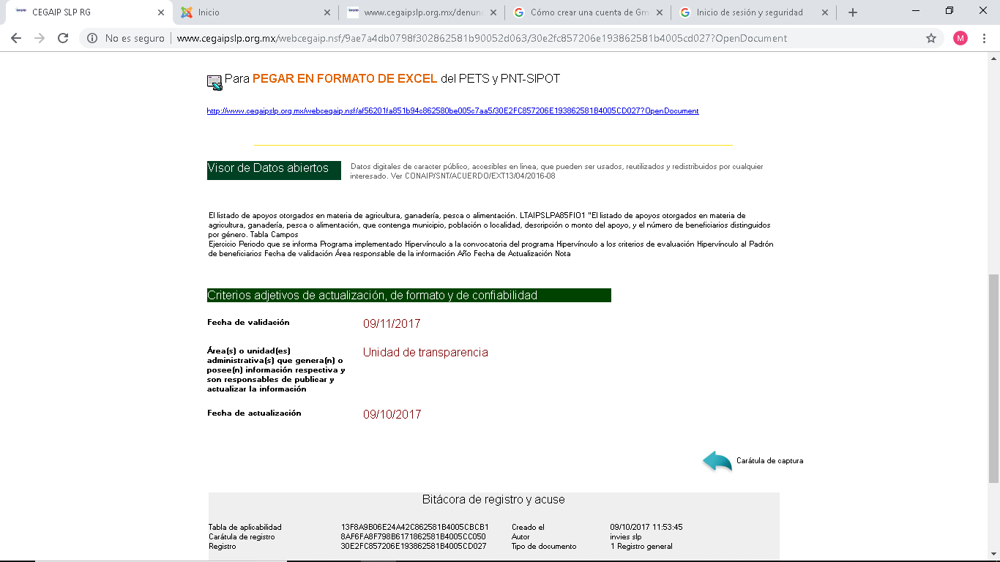 CEGAIP SLP RG
Inicio
www.cegaipslp.org.mx/denunc
Cómo crear una cuenta de Gm
Inicio de sesión y seguridad
No es seguro
www.cegaipslp.org.mx/webcegaip.nsf/9ae7a4db0798f302862581b90052d063/30e2fc857206e193862581b4005cd027?OpenDocument
M
Para PEGAR EN FORMATO DE EXCEL del PETS y PNT-SIPOT
http://www.cegaipslp.org.mx/webcegaip.nsf/af56201fa851b94c862580be005c7aa5/30E2FC857206E193862581B4005CD027?OpenDocument
Visor de Datos abiertos
Datos digitales de caracter público, accesibles en linea, que pueden ser usados, reutilizados y redistribuidos por cualquier
interesado. Ver CONAIP/SNT/ACUERDO/EXT13/04/2016-08
El listado de apoyos otorgados en materia de agricultura, ganadería, pesca o alimentación. LTAIPSLPA85FIO1 "El listado de apoyos otorgados en materia de
agricultura, ganadería, pesca o alimentación, que contenga municipio, población o localidad, descripción o monto del apoyo, y el número de beneficiarios distinguidos
por género. Tabla Campos
Ejercicio Periodo que se informa Programa implementado Hipervínculo a la convocatoria del programa Hipervínculo a los criterios de evaluación Hipervínculo al Padrón
de beneficiarios Fecha de validación Área responsable de la información Año Fecha de Actualización Nota
Criterios adjetivos de actualización, de formato y de confiabilidad
Fecha de validación 09/11/2017
Área(s) o unidad(es) Unidad de transparencia
administrativa(s) que genera(n) o
posee(n) información respectiva y
son responsables de publicar y
actualizar la información
Fecha de actualización 09/10/2017
Carátula de captura
Bitácora de registro y acuse
Tabla de aplicabilidad 13F8A9B06E24A42C862581B4005CBCB1 Creado el 09/10/2017 11:53:45
Carátula de registro 8AF6FA8F798B6171862581B4005CC050 Autor invies slp
Registro 30E2FC857206E193862581B4005CD027 Tipo de documento 1 Registro general